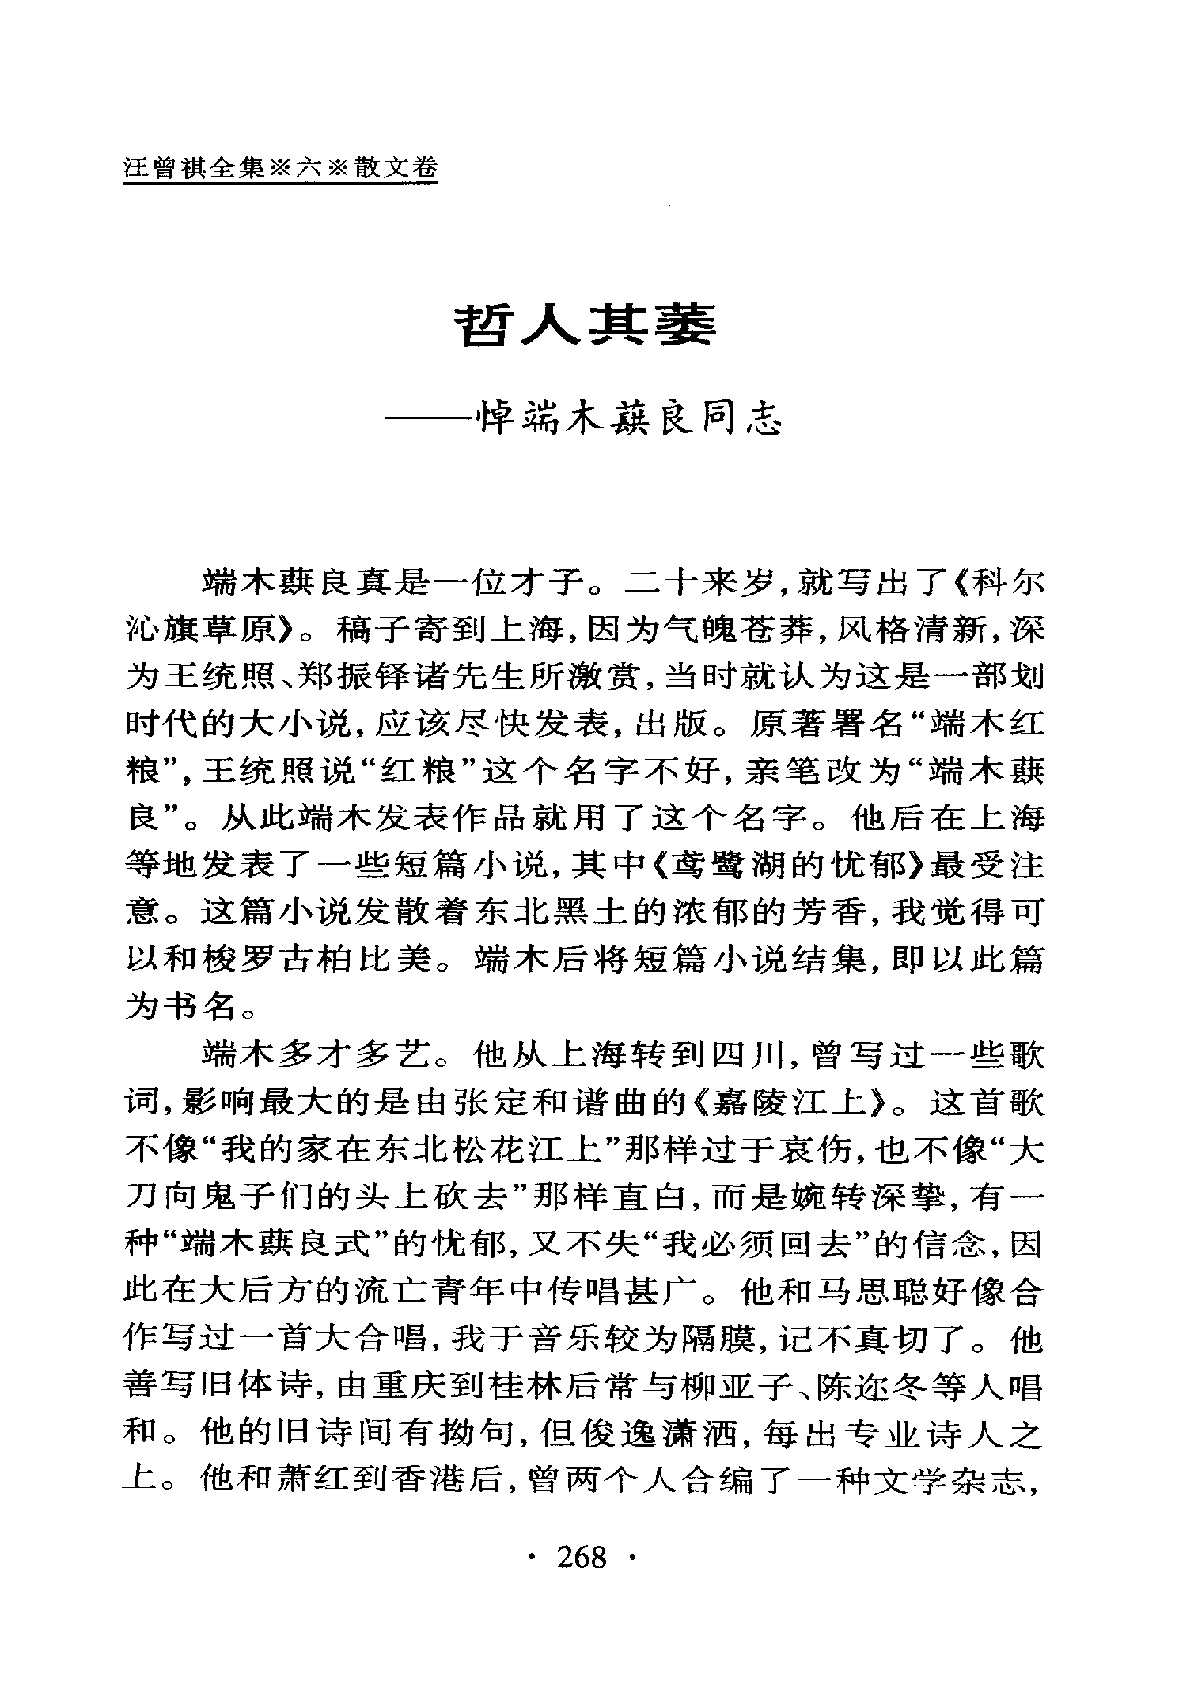 汪曾祺全集※六※散文卷
哲人其萎
——悼端木蕻良同志
端木蕻良真是一位才子。二十来岁,就写出了《科尔
沁旗草原》。稿子寄到上海,因为气魄苍莽,风格清新,深
为王统照、郑振铎诸先生所激赏,当时就认为这是一部划
时代的大小说,应该尽快发表,出版。原著署名“端木红
粮”,王统照说“红粮”这个名字不好,亲笔改为“端木蕻
良”。从此端木发表作品就用了这个名字。他后在上海
等地发表了一些短篇小说,其中《鸢鹭湖的忧郁》最受注
意。这篇小说发散着东北黑土的浓郁的芳香,我觉得可
以和梭罗古柏比美。端木后将短篇小说结集,即以此篇
为书名。
端木多才多艺。他从上海转到四川,曾写过一些歌
词,影响最大的是由张定和谱曲的《嘉陵江上》。这首歌
不像“我的家在东北松花江上”那样过于哀伤,也不像“大
刀向鬼子们的头上砍去”那样直白,而是婉转深挚,有一
种“端木蕻良式”的忧郁,又不失“我必须回去”的信念,因
此在大后方的流亡青年中传唱甚广。他和马思聪好像合
作写过一首大合唱,我于音乐较为隔膜,记不真切了。他
善写旧体诗,由重庆到桂林后常与柳亚子、陈迩冬等人唱
和。他的旧诗间有拗句,但俊逸潇洒,每出专业诗人之
上。他和萧红到香港后,曾两个人合编了一种文学杂志,
· 268 ·